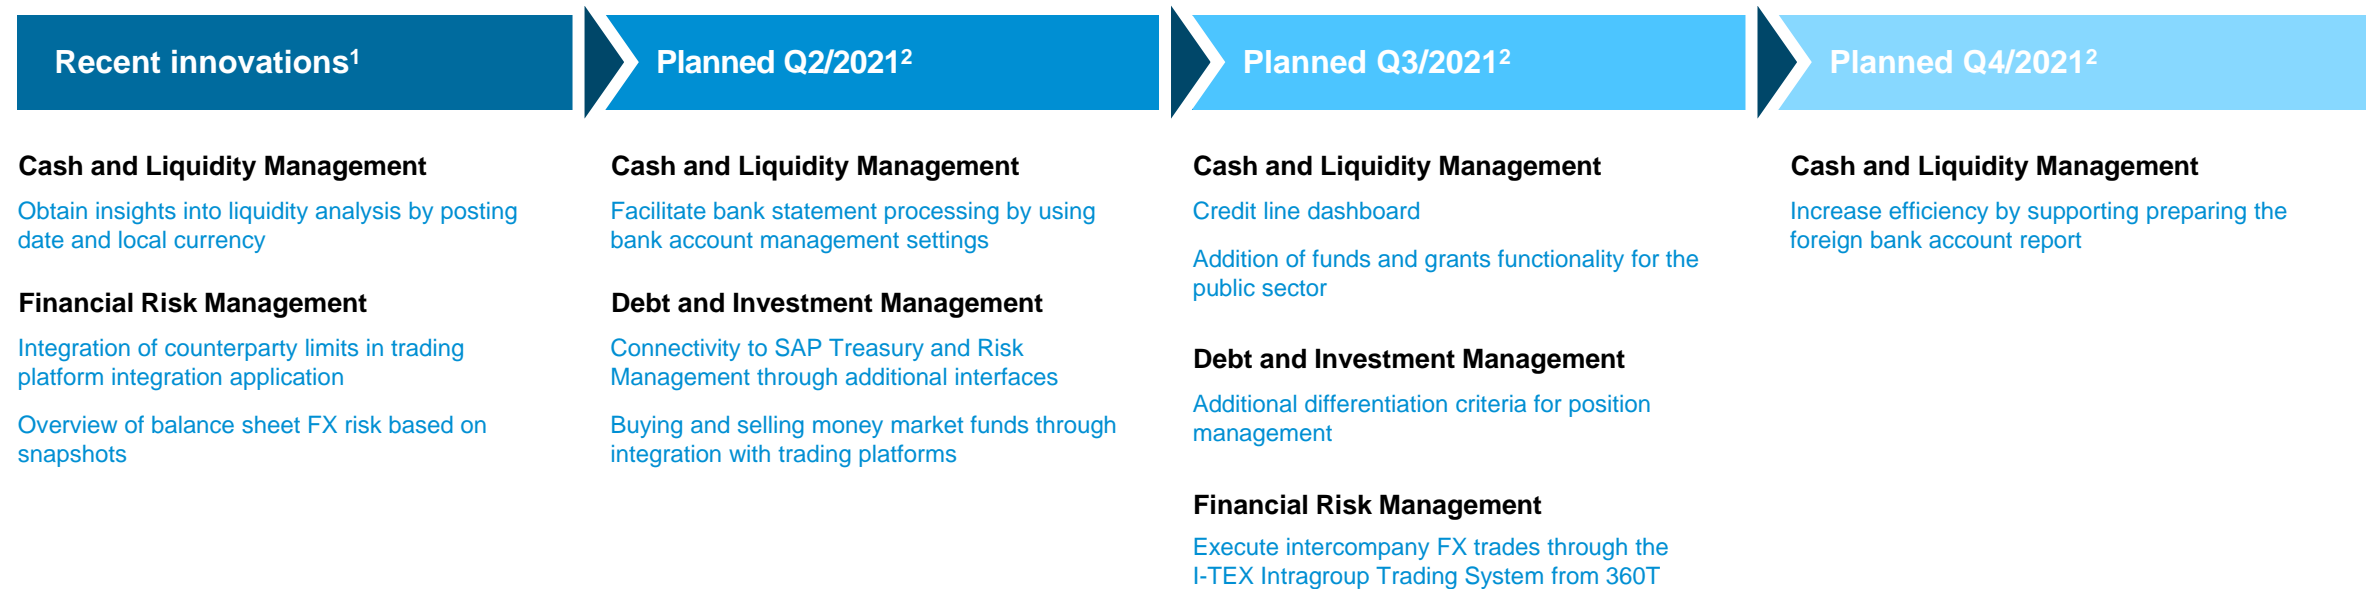 Recent innovations¹
Planned Q2/2021²
Planned Q3/2021²
Planned Q4/2021²
Cash and Liquidity Management
Obtain insights into liquidity analysis by posting
date and local currency
Financial Risk Management
Integration of counterparty limits in trading
platform integration application
Overview of balance sheet FX risk based on
snapshots
Cash and Liquidity Management
Facilitate bank statement processing by using
bank account management settings
Debt and Investment Management
Connectivity to SAP Treasury and Risk
Management through additional interfaces
Buying and selling money market funds through
integration with trading platforms
Cash and Liquidity Management
Credit line dashboard
Addition of funds and grants functionality for the
public sector
Debt and Investment Management
Additional differentiation criteria for position
management
Financial Risk Management
Execute intercompany FX trades through the
I-TEX Intragroup Trading System from 360T
Cash and Liquidity Management
Increase efficiency by supporting preparing the
foreign bank account report